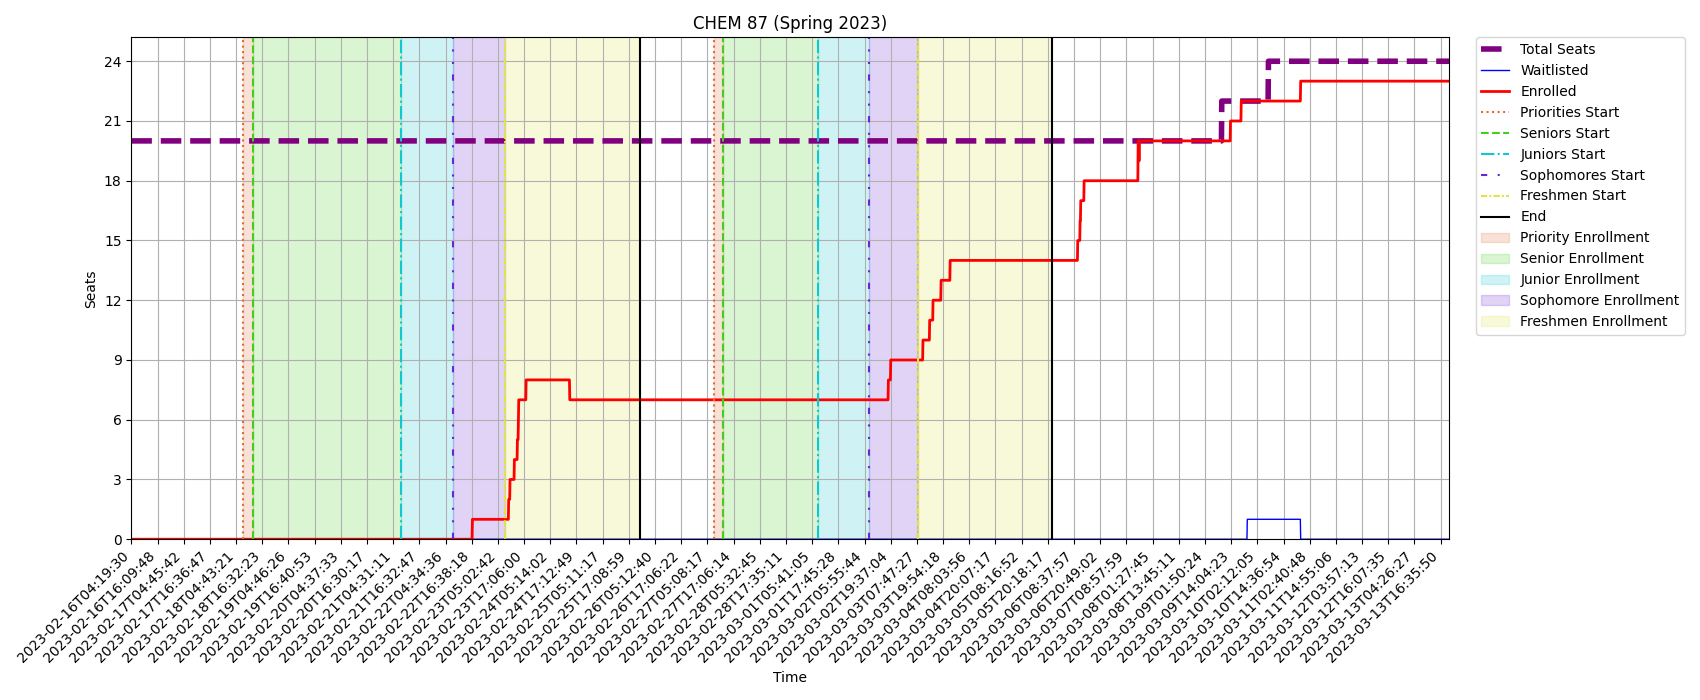 CHEM 87 (Spring 2023)
24
21
18
15
12
9
6
3
0
Seats
2023-02-16T04:19:30
2023-02-16T16:09:48
2023-02-17T04:45:42
2023-02-17T16:36:47
2023-02-18T04:43:21
2023-02-18T16:32:23
2023-02-19T04:46:26
2023-02-19T16:40:53
2023-02-20T04:37:33
2023-02-20T16:30:17
2023-02-21T04:31:11
2023-02-21T16:32:47
2023-02-22T04:34:36
2023-02-22T16:38:18
2023-02-23T05:02:42
2023-02-23T17:06:00
2023-02-24T05:14:02
2023-02-24T17:12:49
2023-02-25T05:11:17
2023-02-25T17:08:59
2023-02-26T05:12:40
2023-02-26T17:06:22
2023-02-27T05:08:17
2023-02-27T17:06:14
2023-02-28T05:32:45
2023-02-28T17:35:11
2023-03-01T05:41:05
2023-03-01T17:45:28
2023-03-02T05:55:44
2023-03-02T19:37:04
2023-03-03T07:47:27
2023-03-03T19:54:18
2023-03-04T08:03:56
2023-03-04T20:07:17
2023-03-05T08:16:52
2023-03-05T20:18:17
2023-03-06T08:37:57
2023-03-06T20:49:02
2023-03-07T08:57:59
2023-03-08T01:27:45
2023-03-08T13:45:11
2023-03-09T01:50:24
2023-03-09T14:04:23
2023-03-10T02:12:05
2023-03-10T14:36:54
2023-03-11T02:40:48
2023-03-11T14:55:06
2023-03-12T03:57:13
2023-03-12T16:07:35
2023-03-13T04:26:27
2023-03-13T16:35:50
Time
Total Seats
Waitlisted
Enrolled
Priorities Start
Seniors Start
Juniors Start
Sophomores Start
Freshmen Start
End
Priority Enrollment
Senior Enrollment
Junior Enrollment
Sophomore Enrollment
Freshmen Enrollment